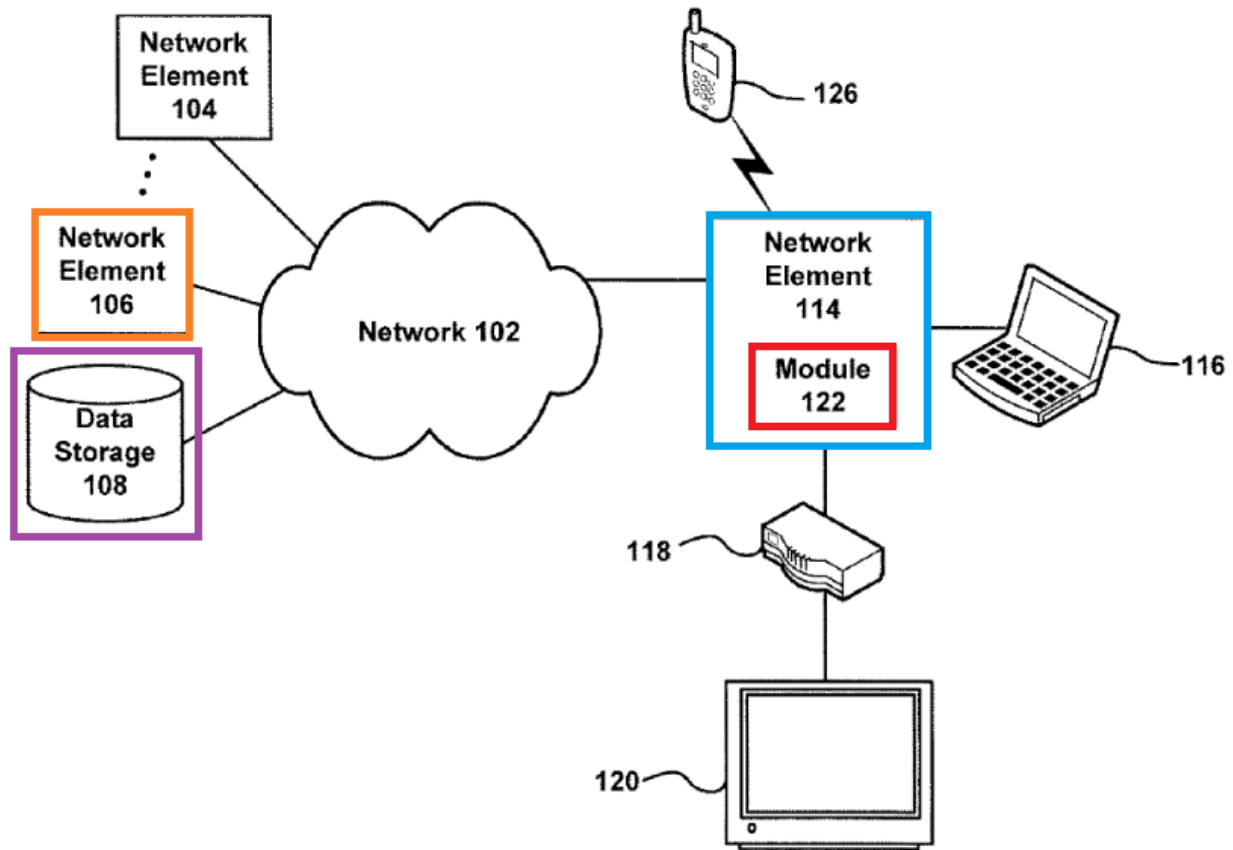 Network
Element
104
126
Network
Element
106
Network
Element
114
Network 102
Module
122
116
Data
Storage
108
118
120